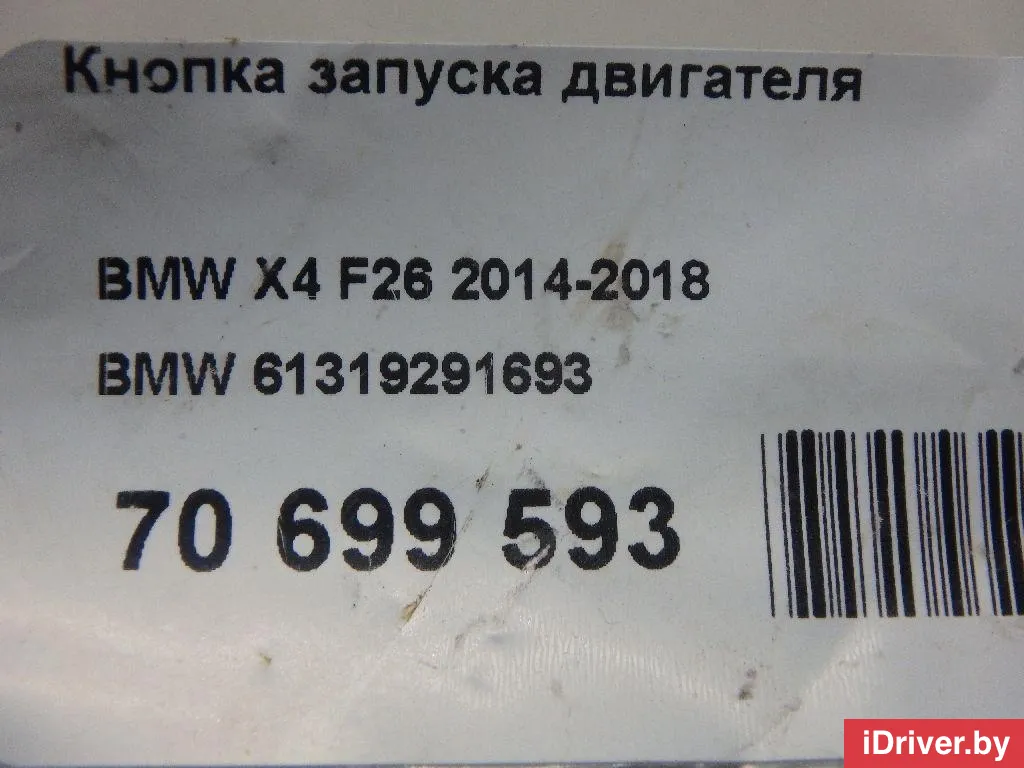 Кнопка запуска двигателя
BMW X4 F26 2014-2018
BMW 61319291693
70 699 593
iDriver.by